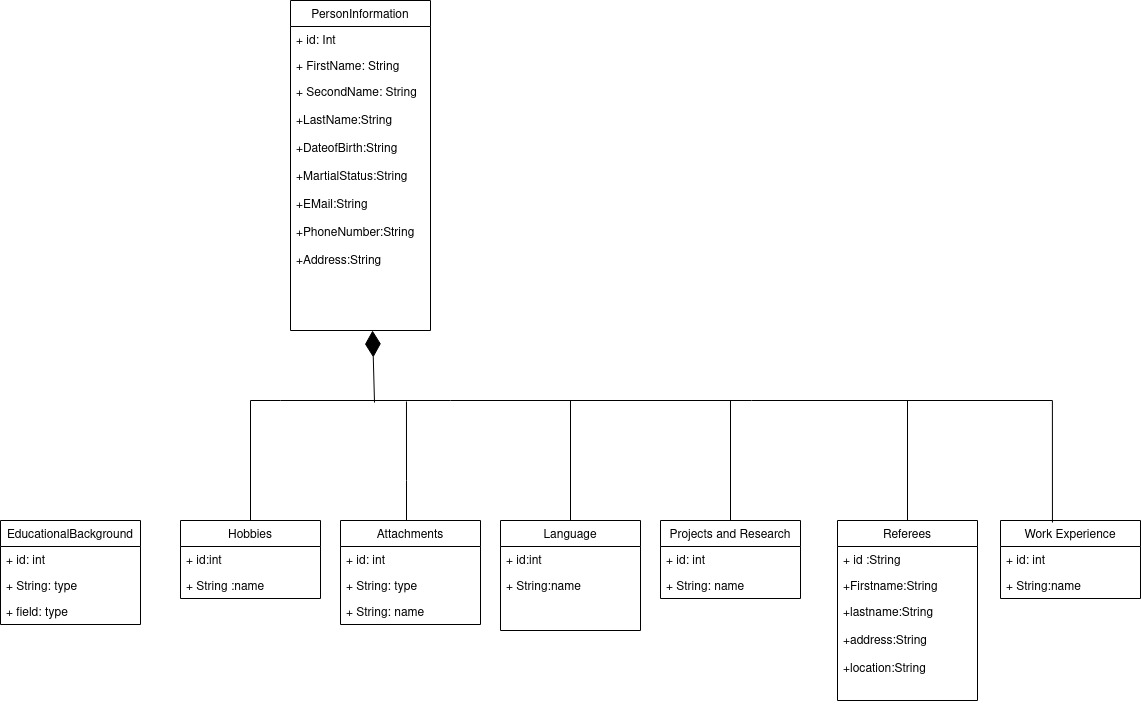 PersonInformation
+ id: Int
+ FirstName: String
+ SecondName: String
+LastName:String
+DateofBirth:String
+MartialStatus:String
+EMail:String
+PhoneNumber:String
+Address:String
EducationalBackground
+ id: int
+ String: type
+ field: type
Hobbies
+ id:int
+ String :name
Attachments
+ id: int
+ String: type
+ String: name
Language
+ id:int
+ String:name
Projects and Research
+ id: int
+ String: name
Referees
+ id :String
+Firstname:String
+lastname:String
+address:String
+location:String
Work Experience
+ id: int
+ String:name